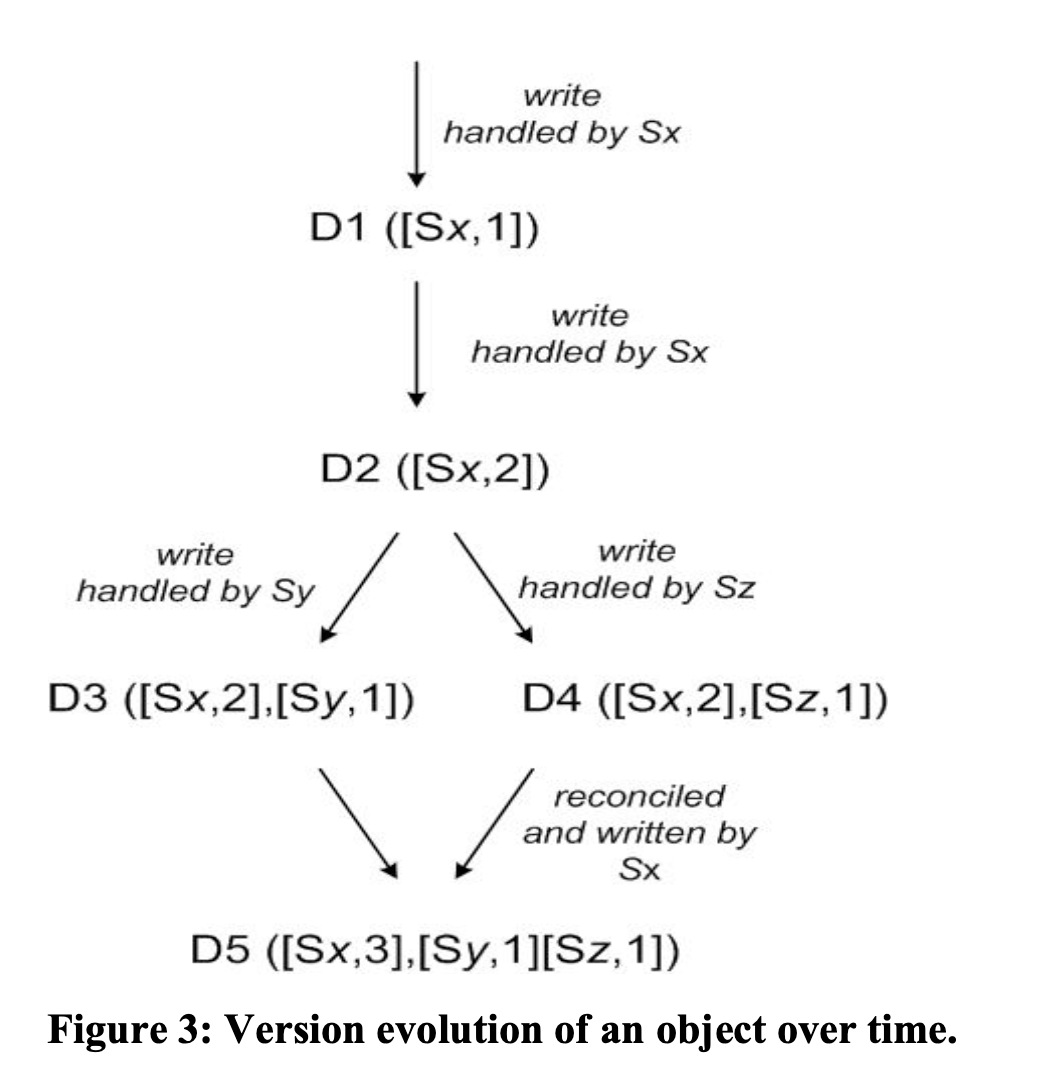 write
handled by Sx
D1 ([Sx,1])
write
handled by Sx
D2 ([Sx,2])
write
handled by Sy
write
handled by Sz
D3 ([Sx,2],[Sy,1])
D4 ([Sx,2],[Sz,1])
reconciled
and written by
Sx
D5 ([Sx,3],[Sy,1][Sz,1])
Figure 3: Version evolution of an object over time.